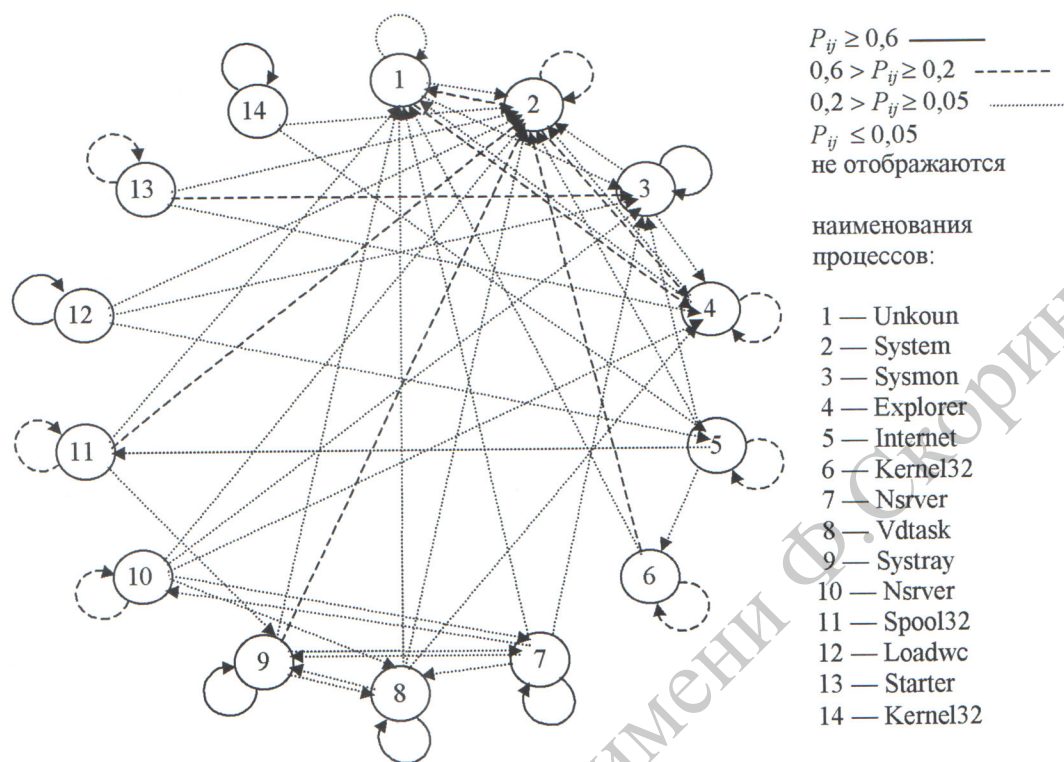 P_ij ≥ 0,6
0,6 > P_ij ≥ 0,2
0,2 > P_ij ≥ 0,05
P_ij ≤ 0,05
не отображаются
наименования
процессов:
1 — Unkoun
2 — System
3 — Sysmon
4 — Explorer
5 — Internet
6 — Kernel32
7 — Nsrver
8 — Vdtask
9 — Systray
10 — Nsrver
11 — Spool32
12 — Loadwc
13 — Starter
14 — Kernel32
1
2
3
4
5
6
7
8
9
10
11
12
13
14
имени Ф.Скорин